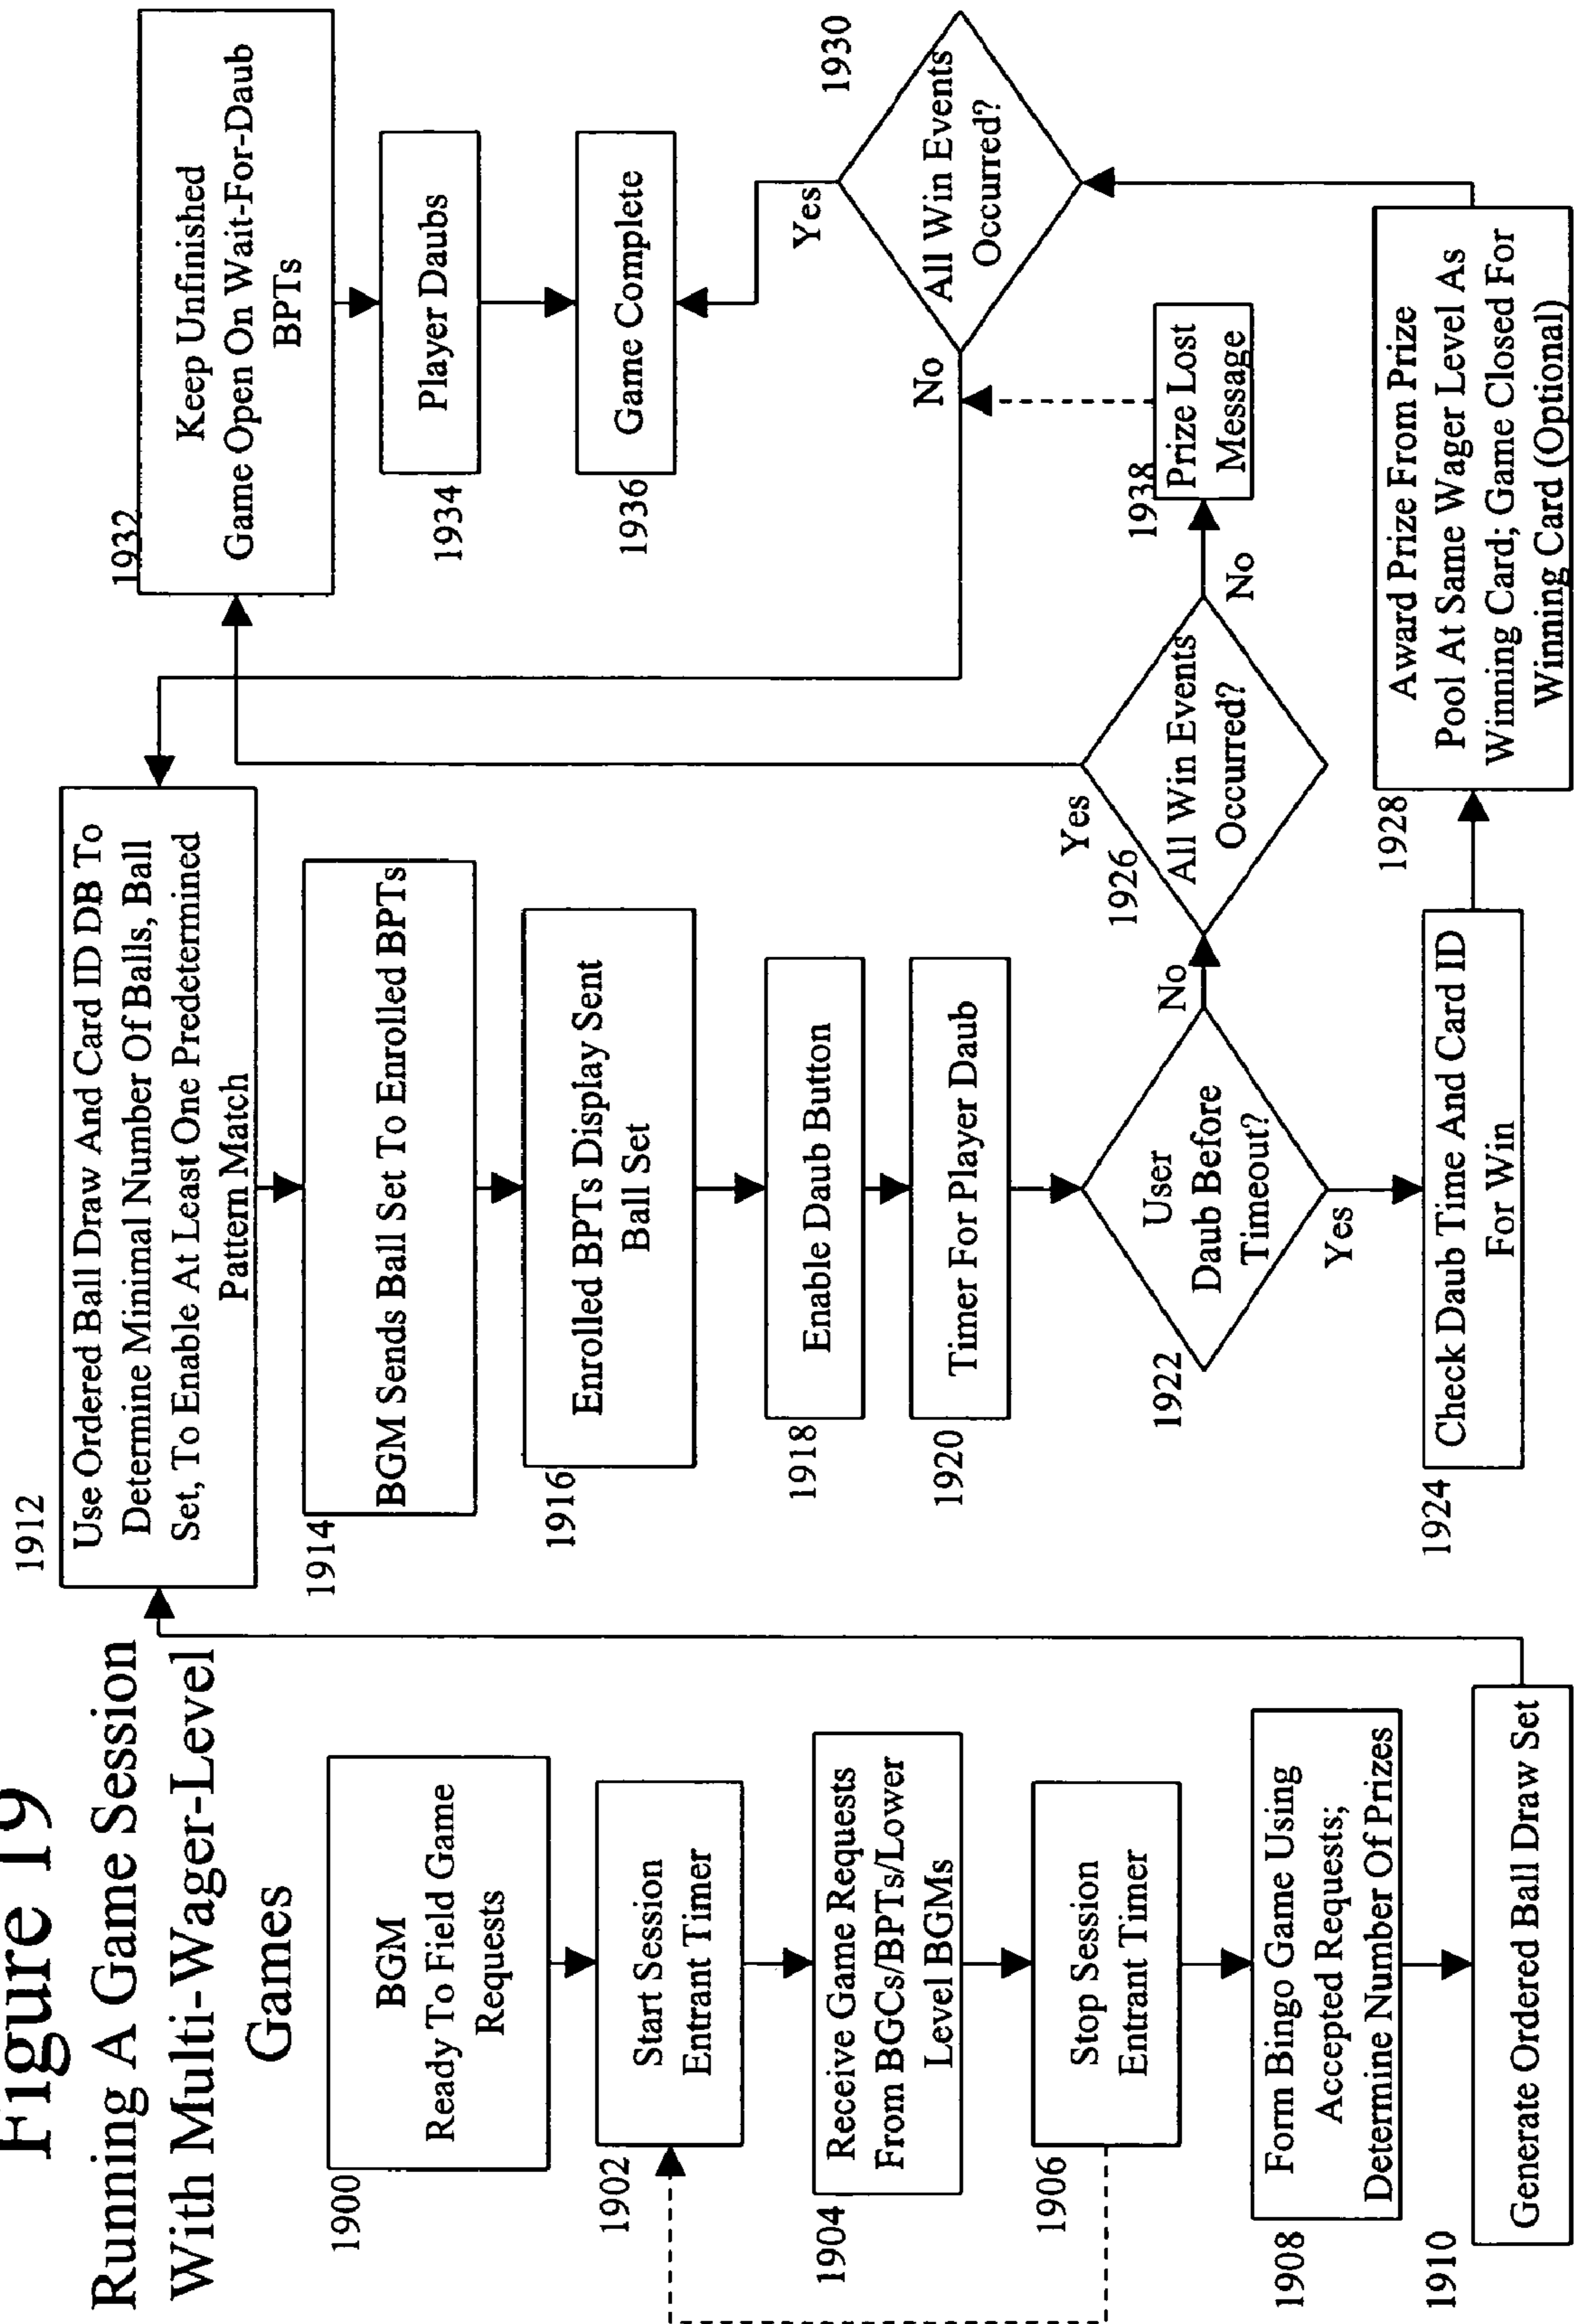 Figure 19
Running A Game Session
With Multi-Wager-Level
Games
1900
BGM
Ready To Field Game
Requests
1902
Start Session
Entrant Timer
1904
Receive Game Requests
From BGCs/BPTs/Lower
Level BGMs
1906
Stop Session
Entrant Timer
1908
Form Bingo Game Using
Accepted Requests;
Determine Number Of Prizes
1910
Generate Ordered Ball Draw Set
1912
Use Ordered Ball Draw And Card ID DB To
Determine Minimal Number Of Balls, Ball
Set, To Enable At Least One Predetermined
Pattern Match
1914
BGM Sends Ball Set To Enrolled BPTs
1916
Enrolled BPTs Display Sent
Ball Set
1918
Enable Daub Button
1920
Timer For Player Daub
1922
User
Daub Before
Timeout?
No
Yes
1924
Check Daub Time And Card ID
For Win
1926
All Win Events
Occurred?
Yes
No
1938
Prize Lost
Message
1928
Award Prize From Prize
Pool At Same Wager Level As
Winning Card; Game Closed For
Winning Card (Optional)
1930
All Win Events
Occurred?
No
Yes
1932
Keep Unfinished
Game Open On Wait-For-Daub
BPTs
1934
Player Daubs
1936
Game Complete